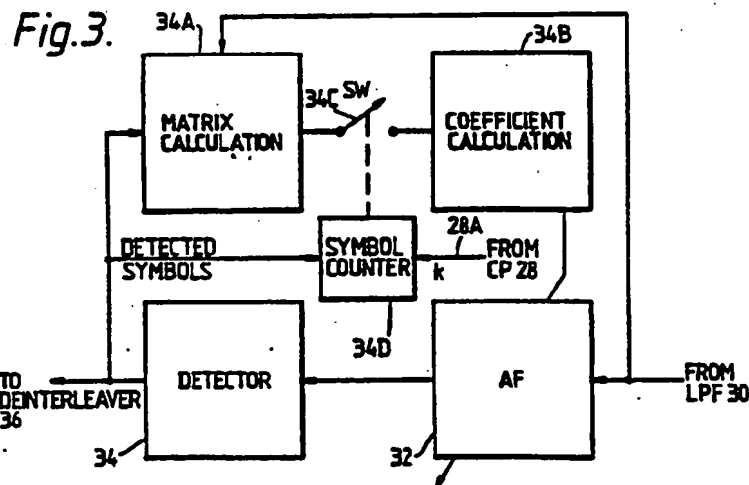 Fig.3.
34A
34B
34C SW
MATRIX
CALCULATION
COEFFICIENT
CALCULATION
28A
DETECTED
SYMBOLS
SYMBOL
COUNTER
k
FROM
CP 28
34D
TO
DEINTERLEAVER
36
DETECTOR
AF
FROM
LPF 30
34
32